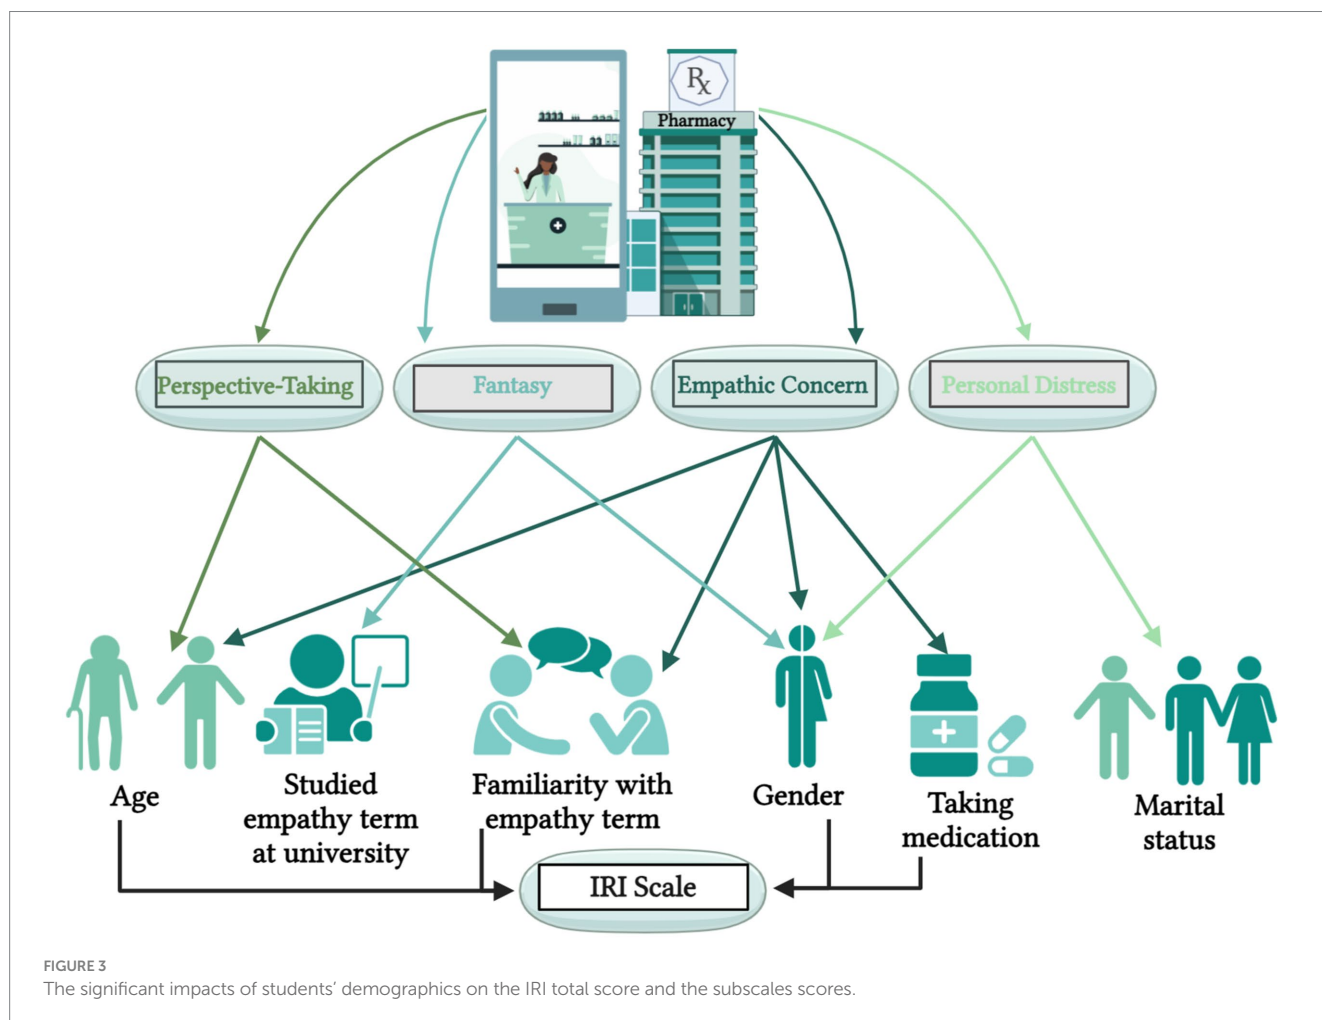 Rx
Pharmacy
Perspective-Taking
Fantasy
Empathic Concern
Personal Distress
Age
Studied
empathy term
at university
Familiarity with
empathy term
Gender
Taking
medication
Marital
status
IRI Scale
FIGURE 3
The significant impacts of students’ demographics on the IRI total score and the subscales scores.